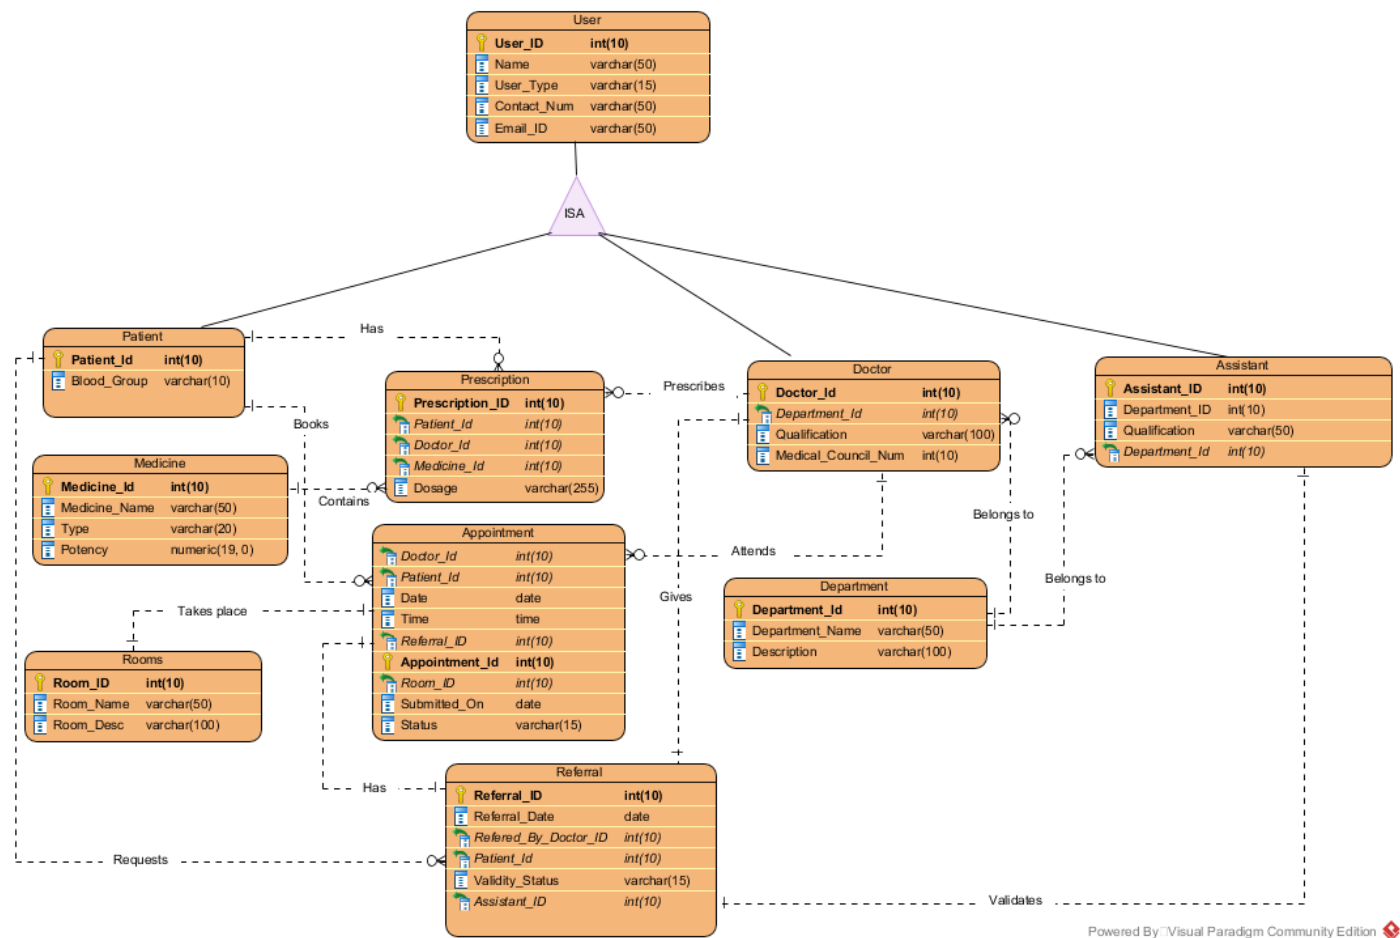 User
User_ID int(10)
Name varchar(50)
User_Type varchar(15)
Contact_Num varchar(50)
Email_ID varchar(50)
ISA
Patient
Patient_Id int(10)
Blood_Group varchar(10)
Has
Prescription
Prescription_ID int(10)
Patient_Id int(10)
Doctor_Id int(10)
Medicine_Id int(10)
Dosage varchar(255)
Prescribes
Doctor
Doctor_Id int(10)
Department_Id int(10)
Qualification varchar(100)
Medical_Council_Num int(10)
Assistant
Assistant_ID int(10)
Department_ID int(10)
Qualification varchar(50)
Department_Id int(10)
Books
Medicine
Medicine_Id int(10)
Medicine_Name varchar(50)
Type varchar(20)
Potency numeric(19, 0)
Contains
Appointment
Doctor_Id int(10)
Patient_Id int(10)
Date date
Time time
Referral_ID int(10)
Appointment_Id int(10)
Room_ID int(10)
Submitted_On date
Status varchar(15)
Attends
Belongs to
Belongs to
Department
Department_Id int(10)
Department_Name varchar(50)
Description varchar(100)
Gives
Takes place
Rooms
Room_ID int(10)
Room_Name varchar(50)
Room_Desc varchar(100)
Has
Referral
Referral_ID int(10)
Referral_Date date
Refered_By_Doctor_ID int(10)
Patient_Id int(10)
Validity_Status varchar(15)
Assistant_ID int(10)
Requests
Validates
Powered By Visual Paradigm Community Edition